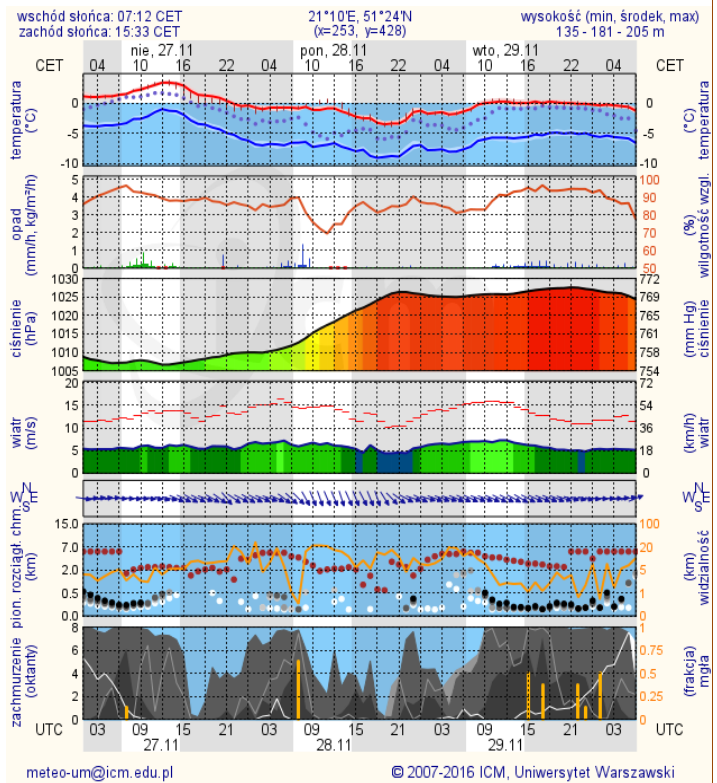 wschód słońca: 07:12 CET 21°10'E, 51°24'N wysokość (min, środek, max)
zachód słońca: 15:33 CET (x=253, y=428) 135 - 181 - 205 m
nie, 27.11 pon, 28.11 wto, 29.11
CET 04 10 16 22 04 10 16 22 04 10 16 22 04 CET
temperatura (°C)
0 -5 -10
0 -5 -10
temperatura (°C)
opad (mm/h, kg/m²/h)
5 4 3 2 1 0
100 90 80 70 60 50
wilgotność wzgl. (%)
ciśnienie (hPa)
1030 1025 1020 1015 1010 1005
772 769 765 761 758 754
ciśnienie (mm Hg)
wiatr (m/s)
20 15 10 5 0
72 54 36 18 0
wiatr (km/h)
N W E S
N W E S
pion. rozciągł. chm. (km)
15.0 7.0 2.0 0.5 0.0
100 20 5 1 0
widzialność (km)
zachmurzenie (oktanty)
8 6 4 2 0
1 0.75 0.5 0.25 0
mgła (frakcja)
UTC 03 09 15 21 03 09 15 21 03 09 15 21 03 UTC
27.11 28.11 29.11
meteo-um@icm.edu.pl © 2007-2016 ICM, Uniwersytet Warszawski